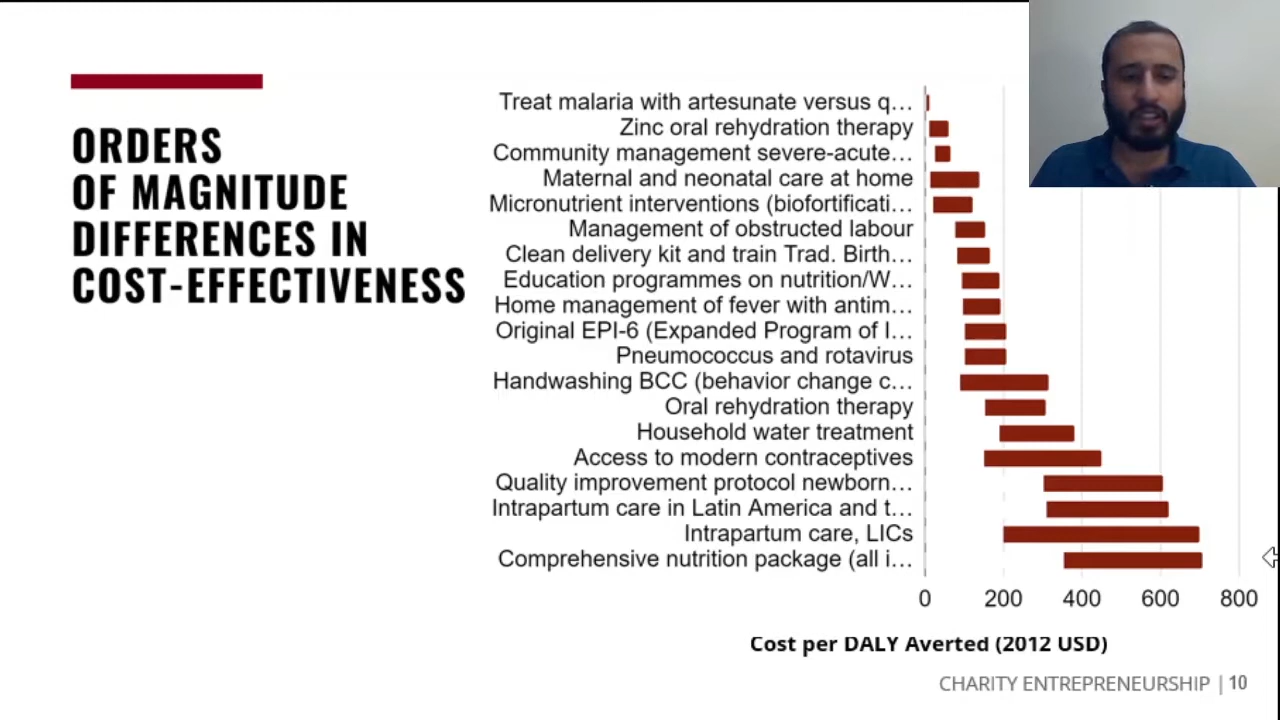 ORDERS
OF MAGNITUDE
DIFFERENCES IN
COST-EFFECTIVENESS
Treat malaria with artesunate versus q…
Zinc oral rehydration therapy
Community management severe-acute…
Maternal and neonatal care at home
Micronutrient interventions (biofortificati…
Management of obstructed labour
Clean delivery kit and train Trad. Birth…
Education programmes on nutrition/W…
Home management of fever with antim…
Original EPI-6 (Expanded Program of I…
Pneumococcus and rotavirus
Handwashing BCC (behavior change c…
Oral rehydration therapy
Household water treatment
Access to modern contraceptives
Quality improvement protocol newborn…
Intrapartum care in Latin America and t…
Intrapartum care, LICs
Comprehensive nutrition package (all i…
0 200 400 600 800
Cost per DALY Averted (2012 USD)
CHARITY ENTREPRENEURSHIP | 10